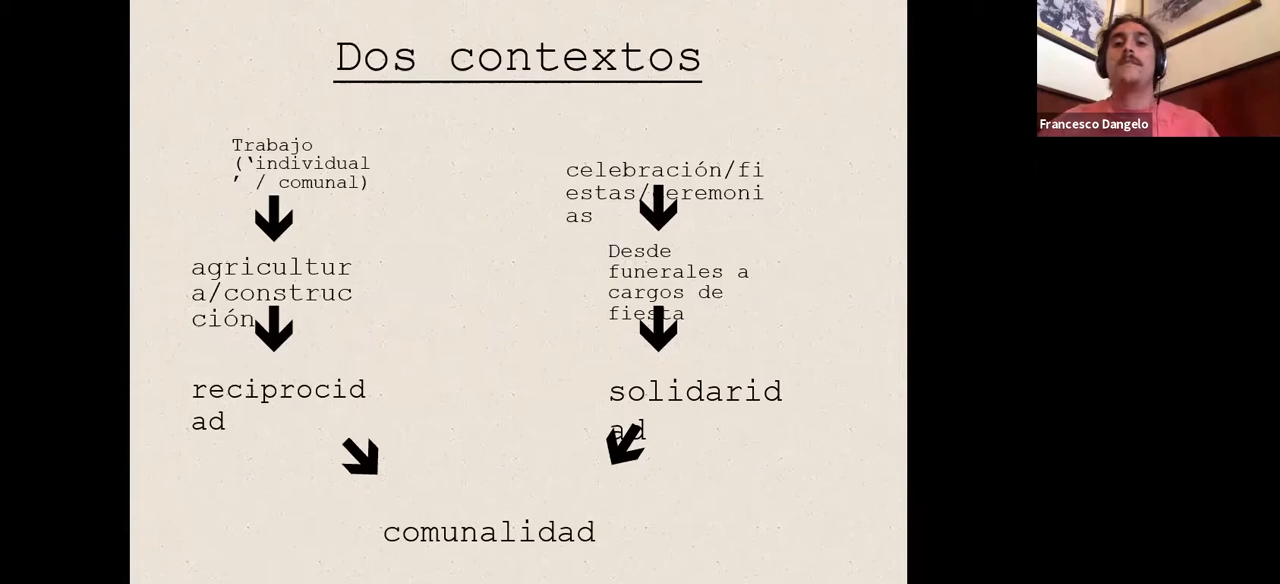 Dos contextos
Trabajo
(‘individual
’ / comunal)
agricultur
a/construc
ción
reciprocid
ad
celebración/fi
estas/ceremoni
as
Desde
funerales a
cargos de
fiesta
solidarid
ad
comunalidad
Francesco Dangelo